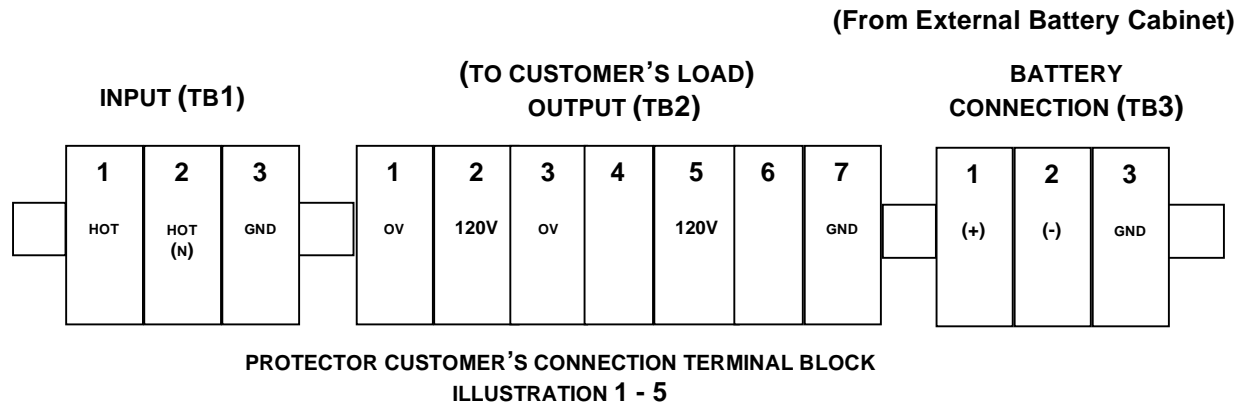 (From External Battery Cabinet)
INPUT (TB1)
(TO CUSTOMER'S LOAD)
OUTPUT (TB2)
BATTERY
CONNECTION (TB3)
1 2 3
HOT HOT GND
(N)
1 2 3 4 5 6 7
OV 120V OV 120V GND
1 2 3
(+) (-) GND
PROTECTOR CUSTOMER'S CONNECTION TERMINAL BLOCK
ILLUSTRATION 1 - 5